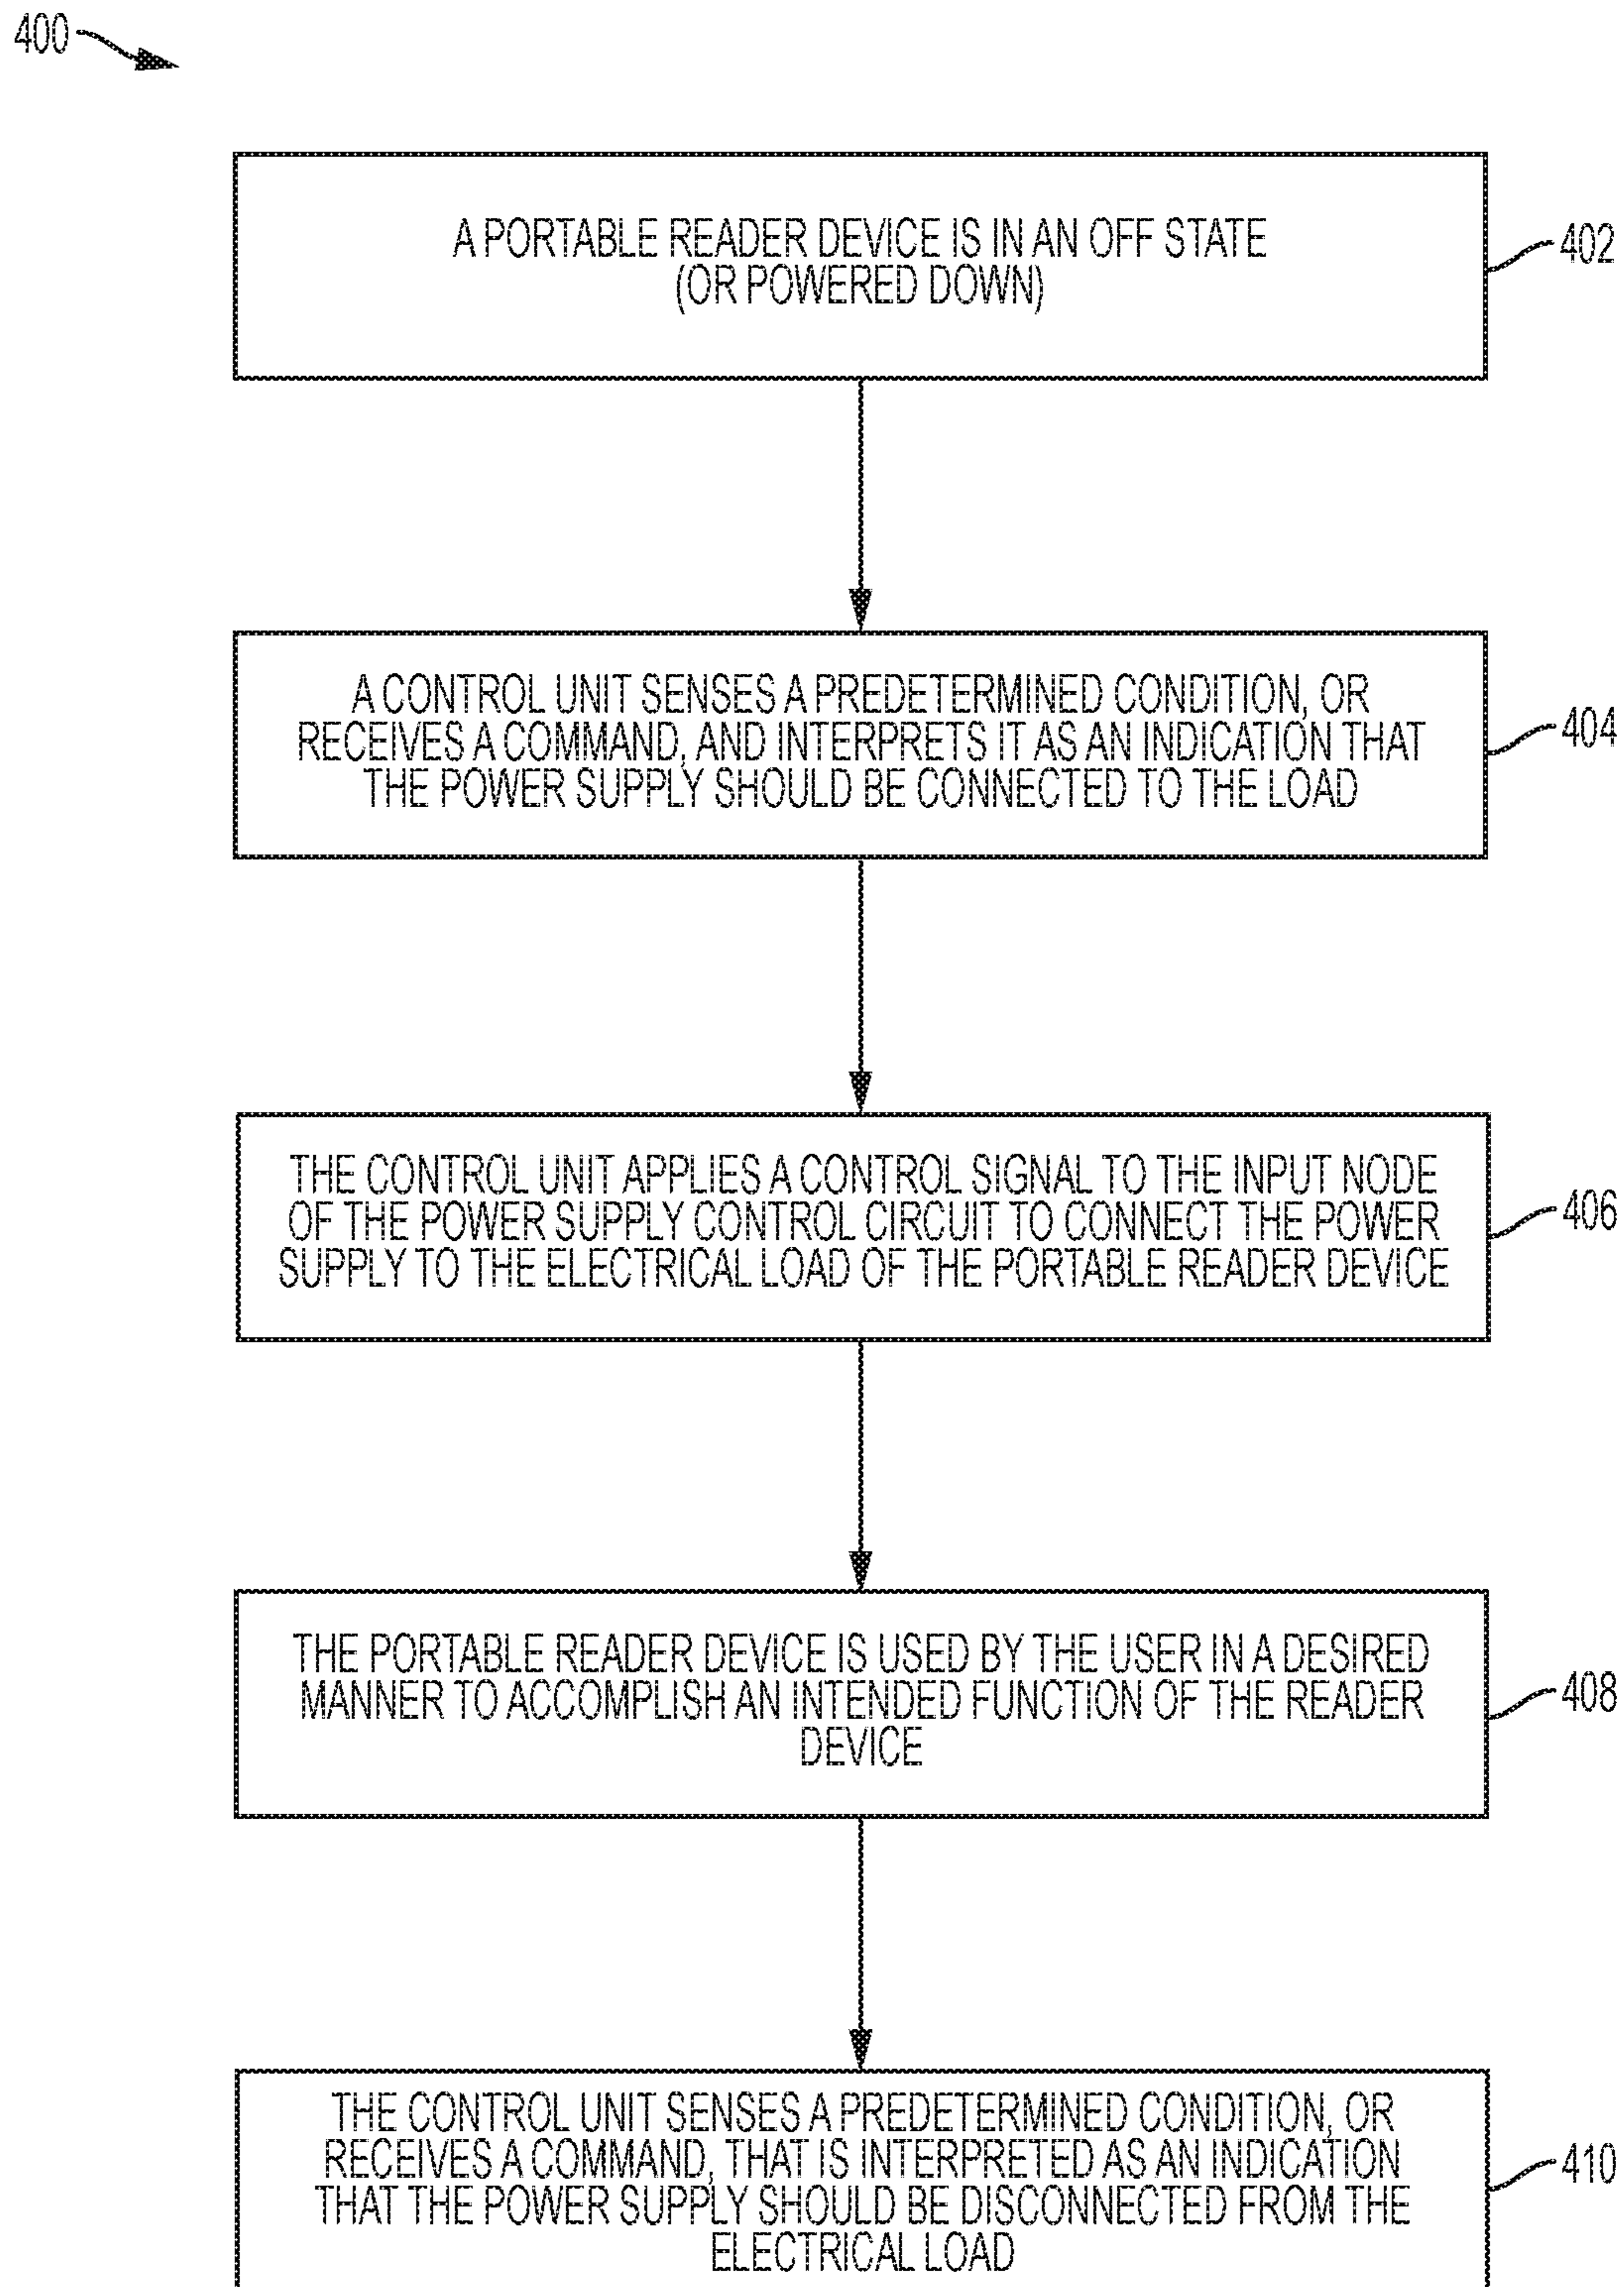 400
A PORTABLE READER DEVICE IS IN AN OFF STATE
(OR POWERED DOWN)
402
A CONTROL UNIT SENSES A PREDETERMINED CONDITION, OR
RECEIVES A COMMAND, AND INTERPRETS IT AS AN INDICATION THAT
THE POWER SUPPLY SHOULD BE CONNECTED TO THE LOAD
404
THE CONTROL UNIT APPLIES A CONTROL SIGNAL TO THE INPUT NODE
OF THE POWER SUPPLY CONTROL CIRCUIT TO CONNECT THE POWER
SUPPLY TO THE ELECTRICAL LOAD OF THE PORTABLE READER DEVICE
406
THE PORTABLE READER DEVICE IS USED BY THE USER IN A DESIRED
MANNER TO ACCOMPLISH AN INTENDED FUNCTION OF THE READER
DEVICE
408
THE CONTROL UNIT SENSES A PREDETERMINED CONDITION, OR
RECEIVES A COMMAND, THAT IS INTERPRETED AS AN INDICATION
THAT THE POWER SUPPLY SHOULD BE DISCONNECTED FROM THE
ELECTRICAL LOAD
410